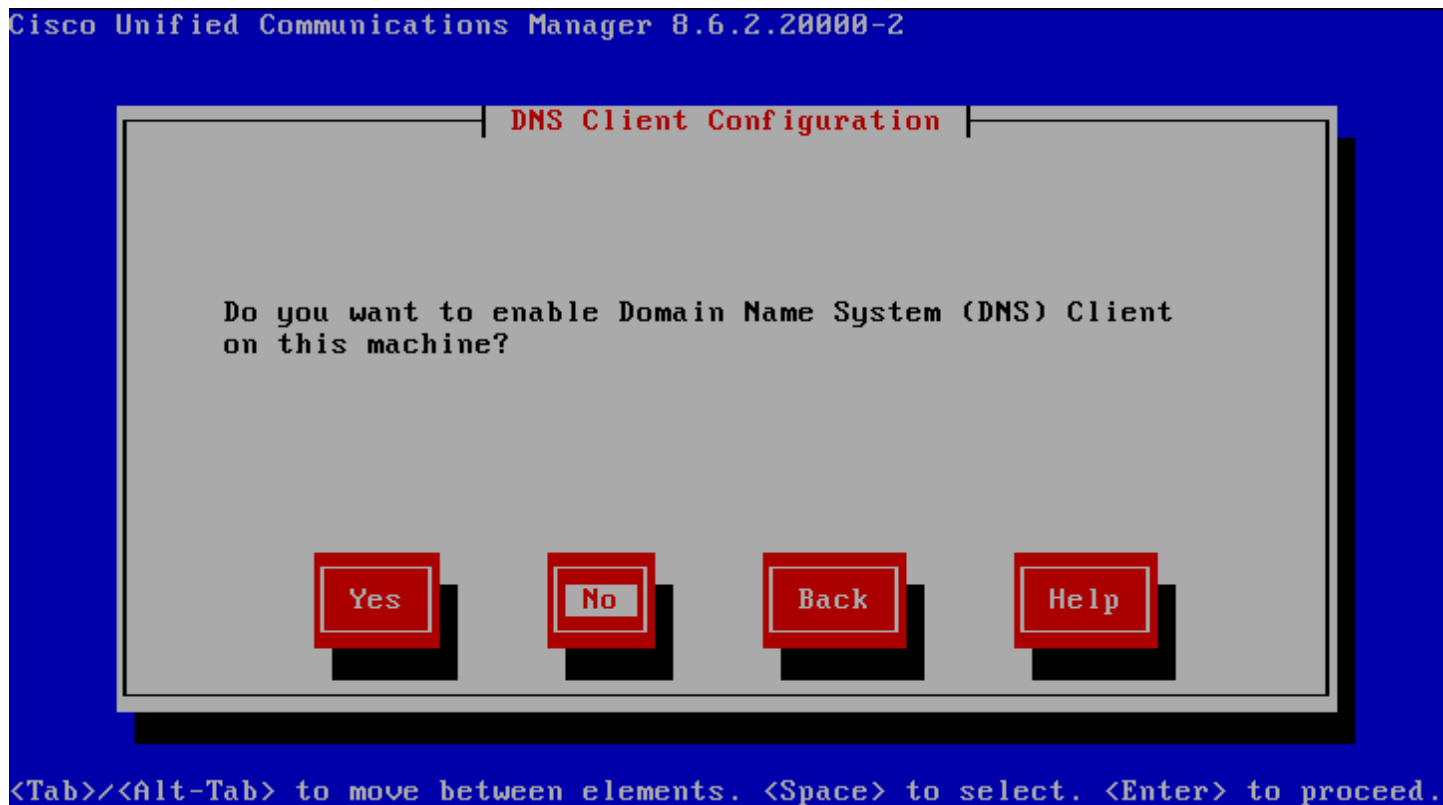 Cisco Unified Communications Manager 8.6.2.20000-2
DNS Client Configuration
Do you want to enable Domain Name System (DNS) Client
on this machine?
Yes No Back Help
<Tab>/<Alt-Tab> to move between elements. <Space> to select. <Enter> to proceed.